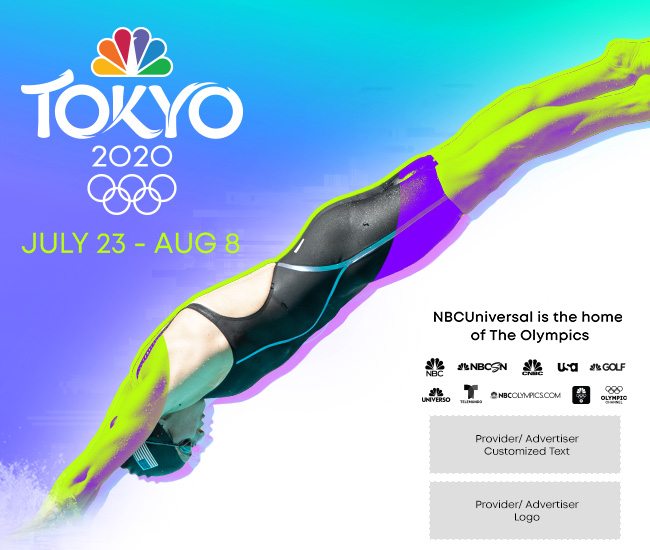 TOKYO
2020
JULY 23 - AUG 8
NBCUniversal is the home
of The Olympics
NBC NBCSN CNBC USA GOLF
UNIVERSO TELEMUNDO NBCOLYMPICS.COM OLYMPIC CHANNEL
Provider/ Advertiser
Customized Text
Provider/ Advertiser
Logo